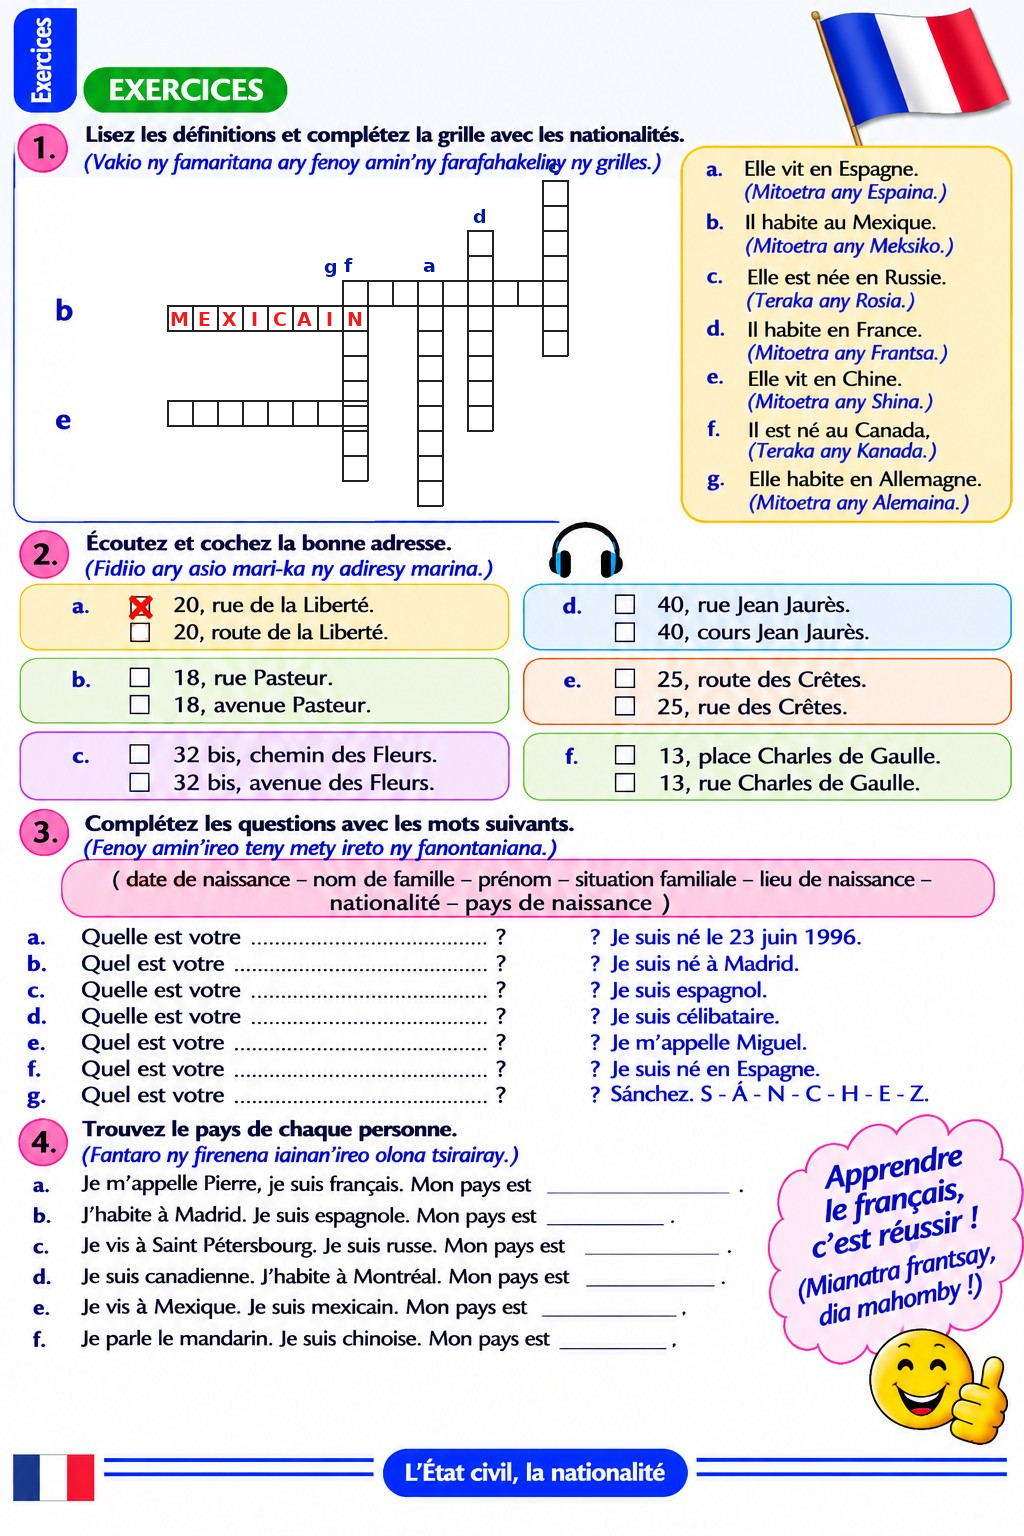 Exercices
EXERCICES
1.
Lisez les définitions et complétez la grille avec les nationalités.
(Vakio ny famaritana ary fenoy amin'ny farafahakeliny ny grilles.)
c
d
g f
a
b
MEXICAIN
e
a. Elle vit en Espagne.
(Mitoetra any Espaina.)
b. Il habite au Mexique.
(Mitoetra any Meksiko.)
c. Elle est née en Russie.
(Teraka any Rosia.)
d. Il habite en France.
(Mitoetra any Frantsa.)
e. Elle vit en Chine.
(Mitoetra any Shina.)
f. Il est né au Canada,
(Teraka any Kanada.)
g. Elle habite en Allemagne.
(Mitoetra any Alemaina.)
2.
Écoutez et cochez la bonne adresse.
(Fidiio ary asio mari-ka ny adiresy marina.)
a. 20, rue de la Liberté.
20, route de la Liberté.
b. 18, rue Pasteur.
18, avenue Pasteur.
c. 32 bis, chemin des Fleurs.
32 bis, avenue des Fleurs.
d. 40, rue Jean Jaurès.
40, cours Jean Jaurès.
e. 25, route des Crêtes.
25, rue des Crêtes.
f. 13, place Charles de Gaulle.
13, rue Charles de Gaulle.
3.
Complétez les questions avec les mots suivants.
(Fenoy amin'ireo teny mety ireto ny fanontaniana.)
( date de naissance – nom de famille – prénom – situation familiale – lieu de naissance –
nationalité – pays de naissance )
a. Quelle est votre ........................................ ? ? Je suis né le 23 juin 1996.
b. Quel est votre ........................................... ? ? Je suis né à Madrid.
c. Quelle est votre ........................................ ? ? Je suis espagnol.
d. Quelle est votre ........................................ ? ? Je suis célibataire.
e. Quel est votre ........................................... ? ? Je m'appelle Miguel.
f. Quel est votre ........................................... ? ? Je suis né en Espagne.
g. Quel est votre ........................................... ? ? Sánchez. S - Á - N - C - H - E - Z.
4.
Trouvez le pays de chaque personne.
(Fantaro ny firenena iainan'ireo olona tsirairay.)
a. Je m'appelle Pierre, je suis français. Mon pays est ________________ .
b. J'habite à Madrid. Je suis espagnole. Mon pays est __________ .
c. Je vis à Saint Pétersbourg. Je suis russe. Mon pays est ____________ .
d. Je suis canadienne. J'habite à Montréal. Mon pays est ___________ .
e. Je vis à Mexique. Je suis mexicain. Mon pays est ____________ .
f. Je parle le mandarin. Je suis chinoise. Mon pays est _________ .
Apprendre
le français,
c'est réussir !
(Mianatra frantsay,
dia mahomby !)
L'État civil, la nationalité